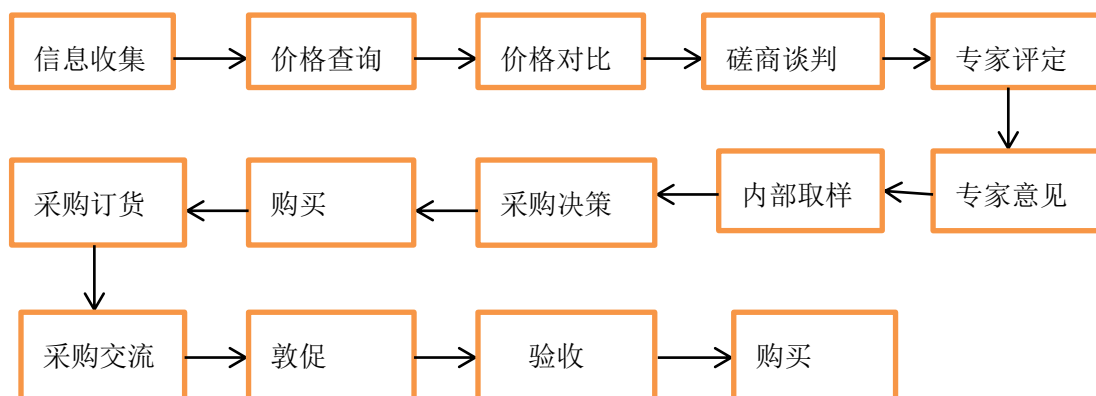 信息收集
价格查询
价格对比
磋商谈判
专家评定
专家意见
内部取样
采购决策
购买
采购订货
采购交流
敦促
验收
购买